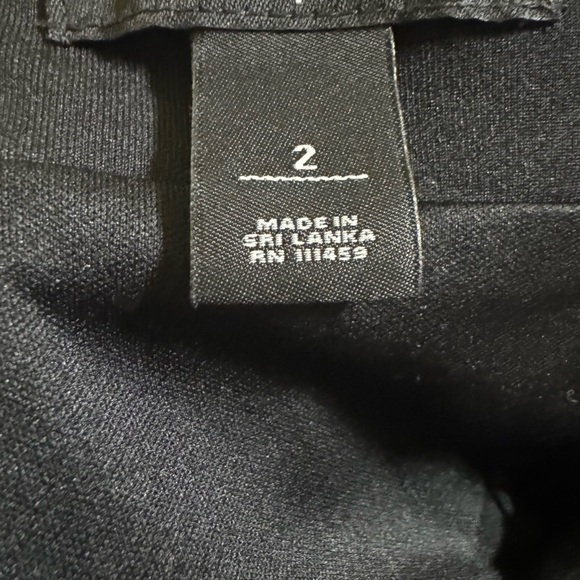 2
MADE IN
SRI LANKA
RN 111459